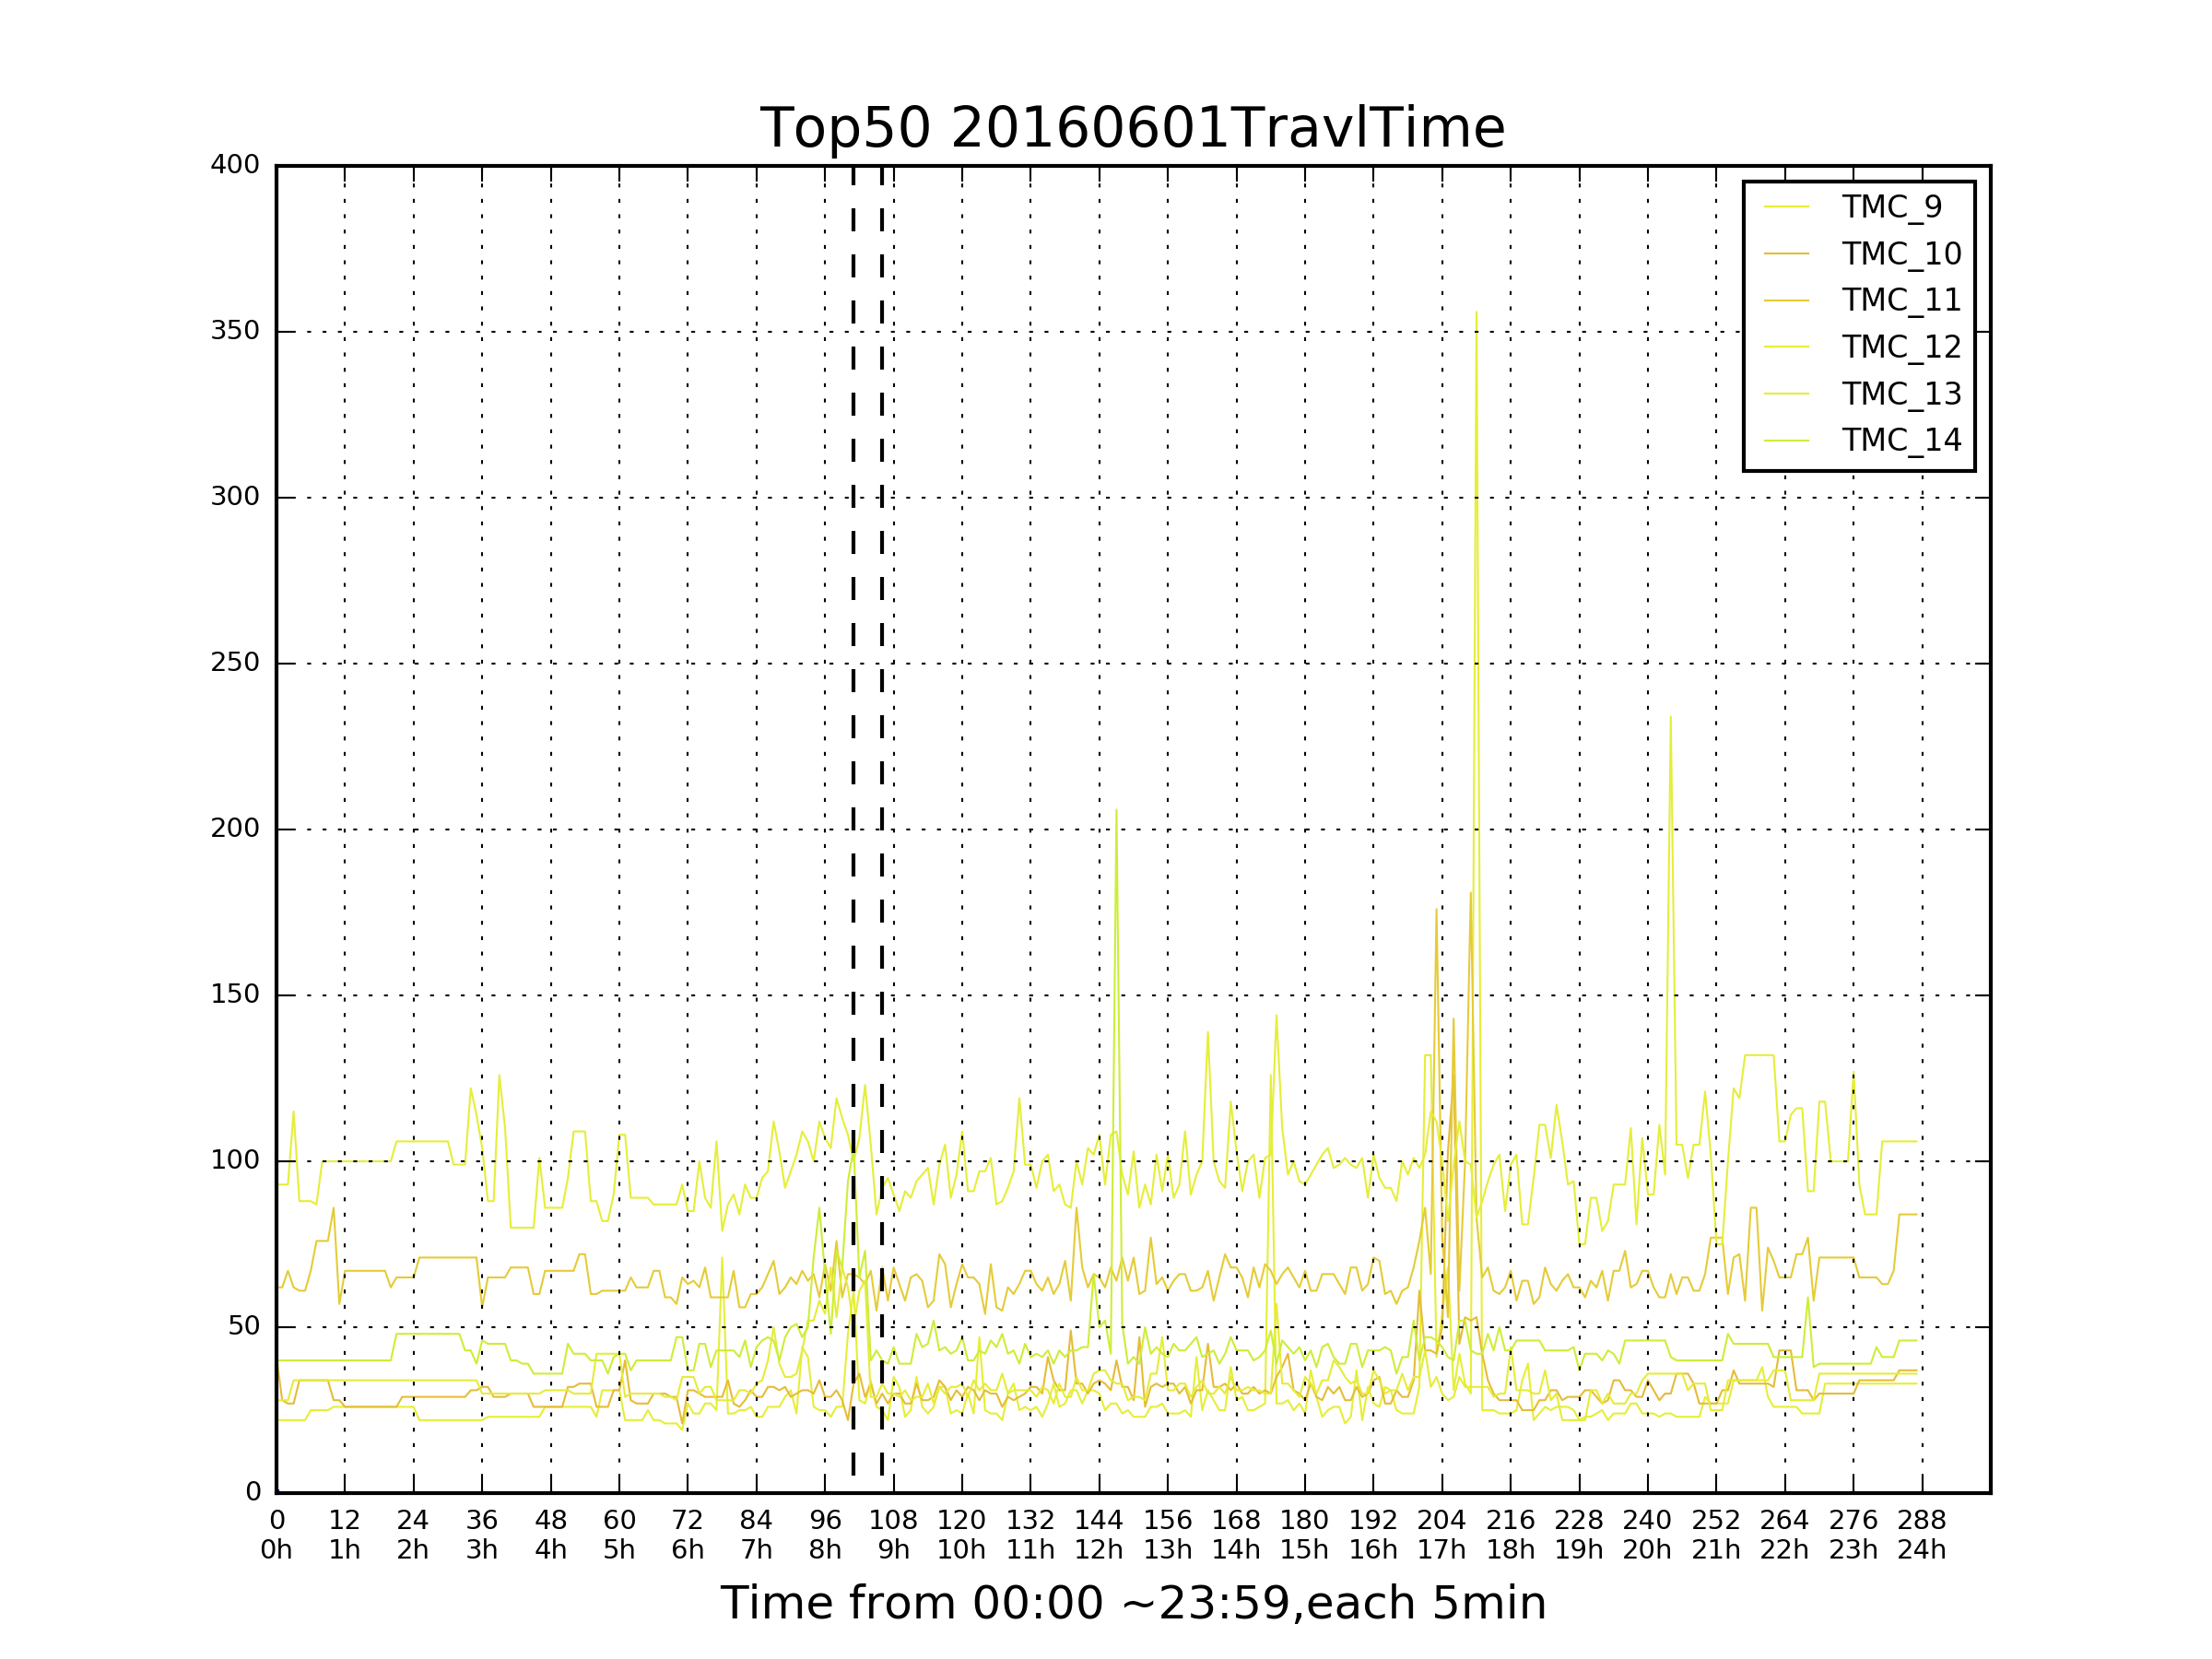 Top50 20160601TravlTime
400
350
300
250
200
150
100
50
0
TMC_9
TMC_10
TMC_11
TMC_12
TMC_13
TMC_14
0 12 24 36 48 60 72 84 96 108 120 132 144 156 168 180 192 204 216 228 240 252 264 276 288
0h 1h 2h 3h 4h 5h 6h 7h 8h 9h 10h 11h 12h 13h 14h 15h 16h 17h 18h 19h 20h 21h 22h 23h 24h
Time from 00:00 ~23:59,each 5min